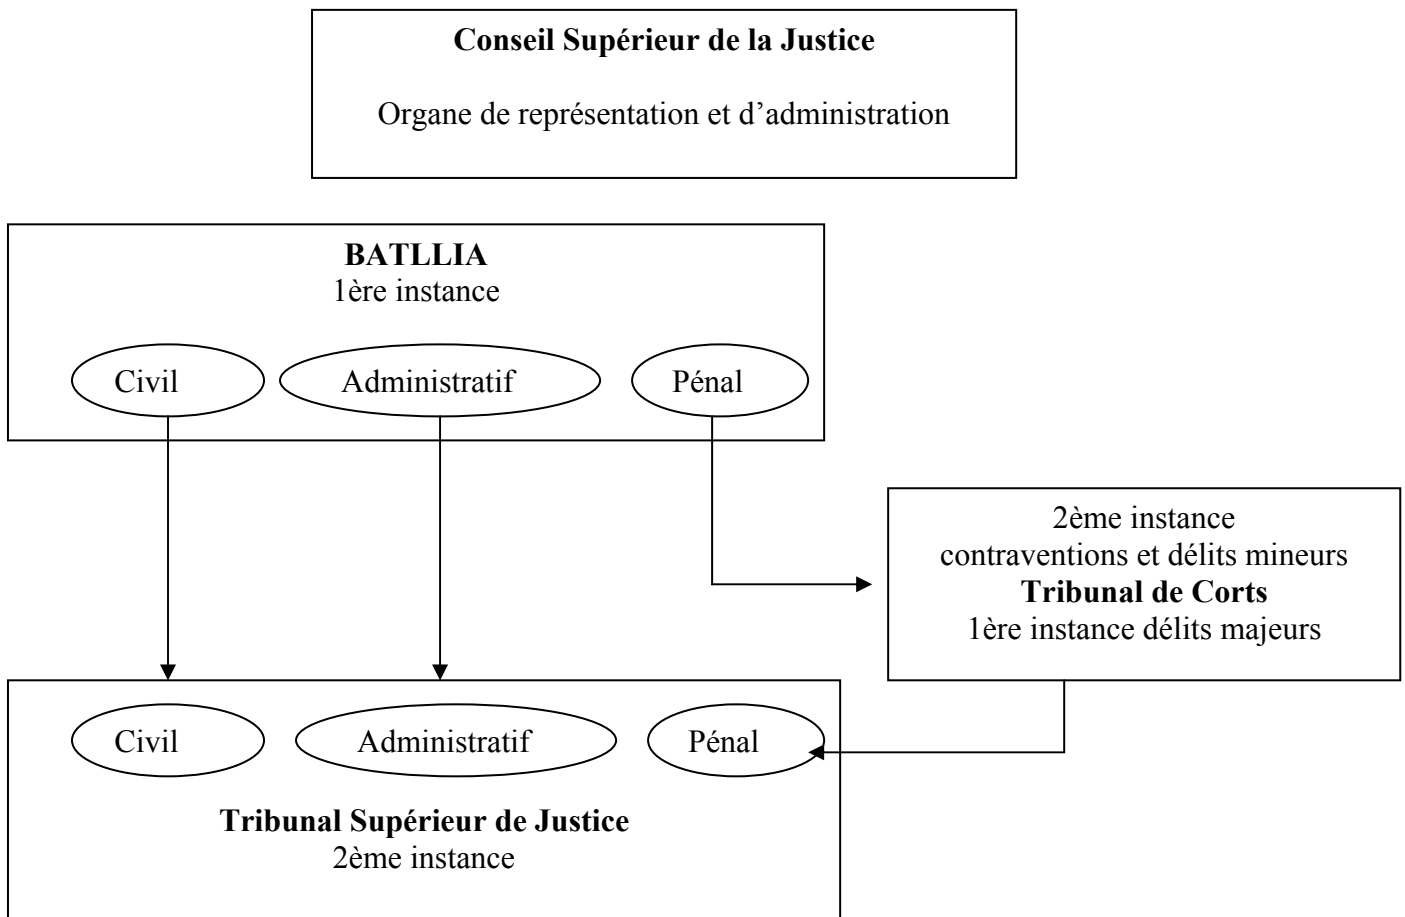 Conseil Supérieur de la Justice
Organe de représentation et d’administration
BATLLIA
1ère instance
Civil
Administratif
Pénal
2ème instance
contraventions et délits mineurs
Tribunal de Corts
1ère instance délits majeurs
Civil
Administratif
Pénal
Tribunal Supérieur de Justice
2ème instance